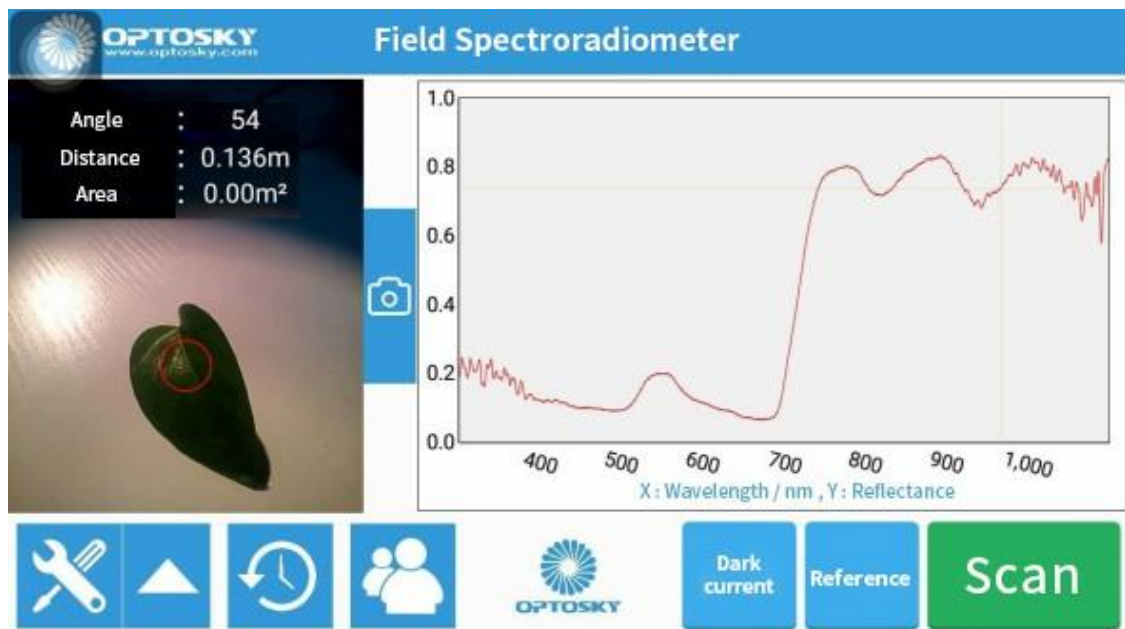 OPTOSKY
www.optosky.com
Field Spectroradiometer
Angle : 54
Distance : 0.136m
Area : 0.00m²
1.0
0.8
0.6
0.4
0.2
0.0
400 500 600 700 800 900 1,000
X : Wavelength / nm , Y : Reflectance
OPTOSKY
Dark
current
Reference
Scan